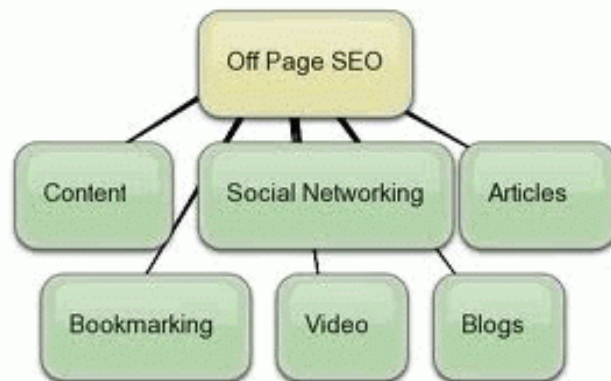 Off Page SEO
Content
Social Networking
Articles
Bookmarking
Video
Blogs